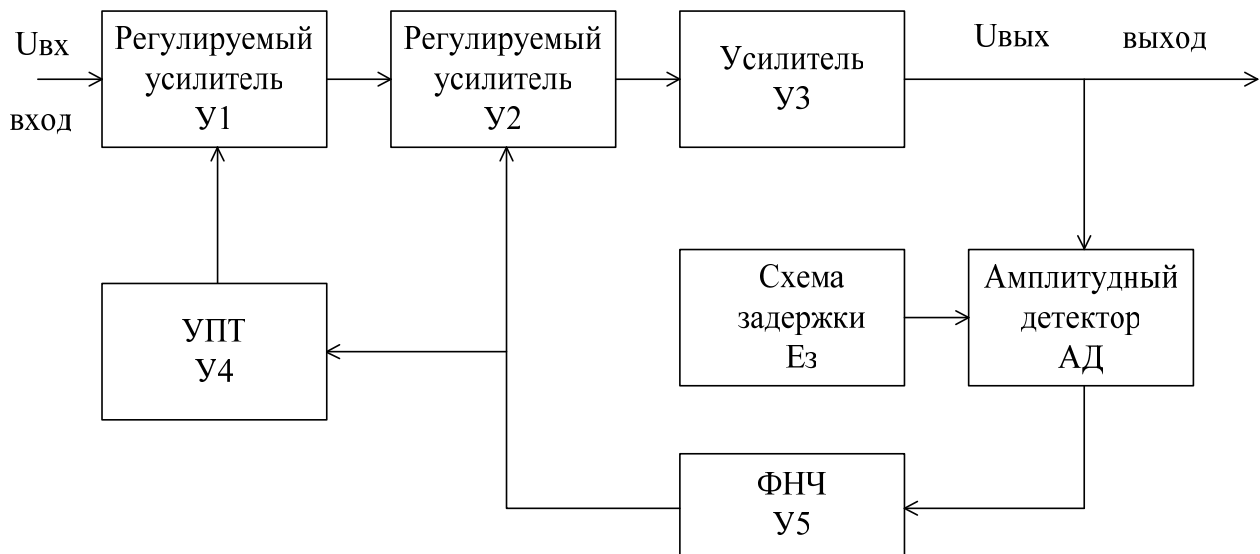 Uвх
вход
Регулируемый
усилитель
У1
Регулируемый
усилитель
У2
Усилитель
У3
Uвых
выход
УПТ
У4
Схема
задержки
Ез
Амплитудный
детектор
АД
ФНЧ
У5